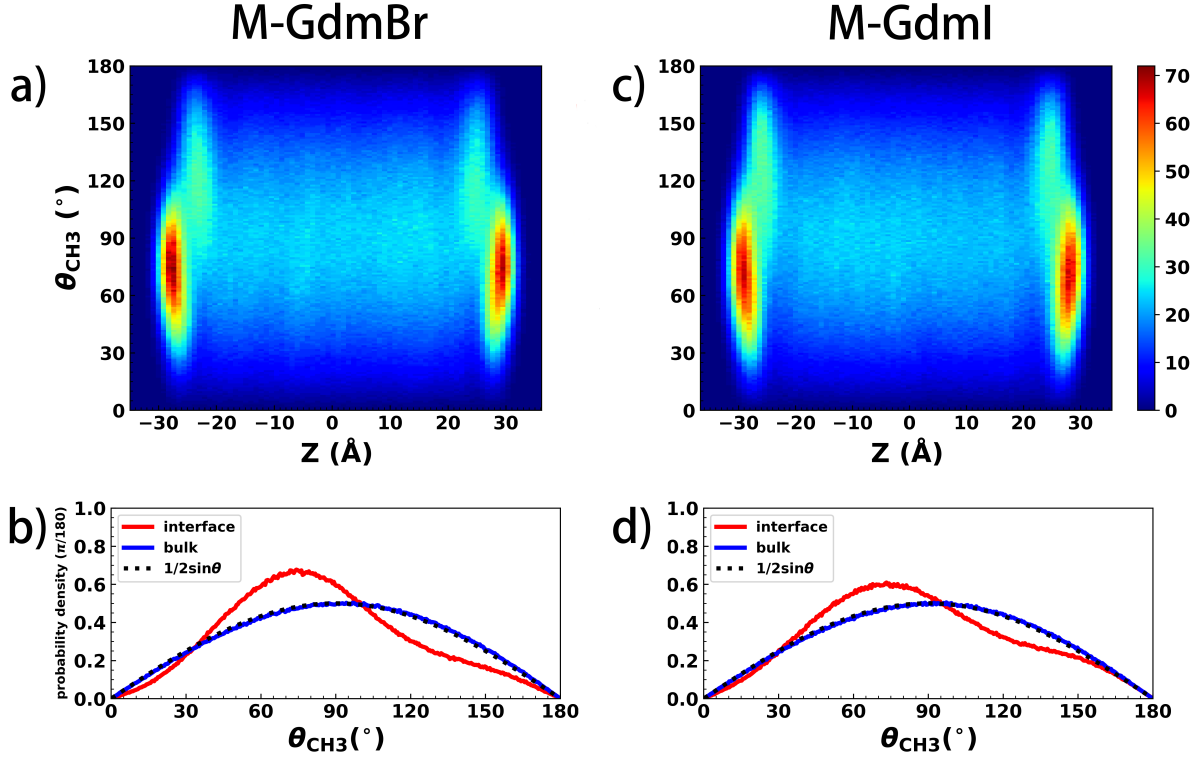 M-GdmBr
M-GdmI
a)
180
150
120
90
60
30
0
θCH3 (°)
−30 −20 −10 0 10 20 30
Z (Å)
c)
180
150
120
90
60
30
0
−30 −20 −10 0 10 20 30
Z (Å)
70
60
50
40
30
20
10
0
b)
probability density (π/180)
1.0
0.8
0.6
0.4
0.2
0.0
interface
bulk
1/2sinθ
0 30 60 90 120 150 180
θCH3(°)
d)
1.0
0.8
0.6
0.4
0.2
0.0
interface
bulk
1/2sinθ
0 30 60 90 120 150 180
θCH3(°)